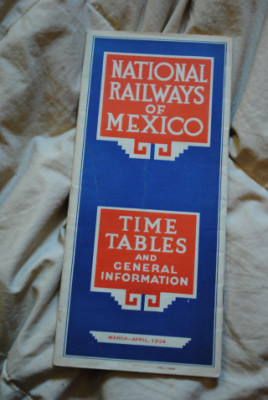 NATIONAL
RAILWAYS
OF
MEXICO
TIME
TABLES
AND
GENERAL
INFORMATION
MARCH-APRIL, 1934